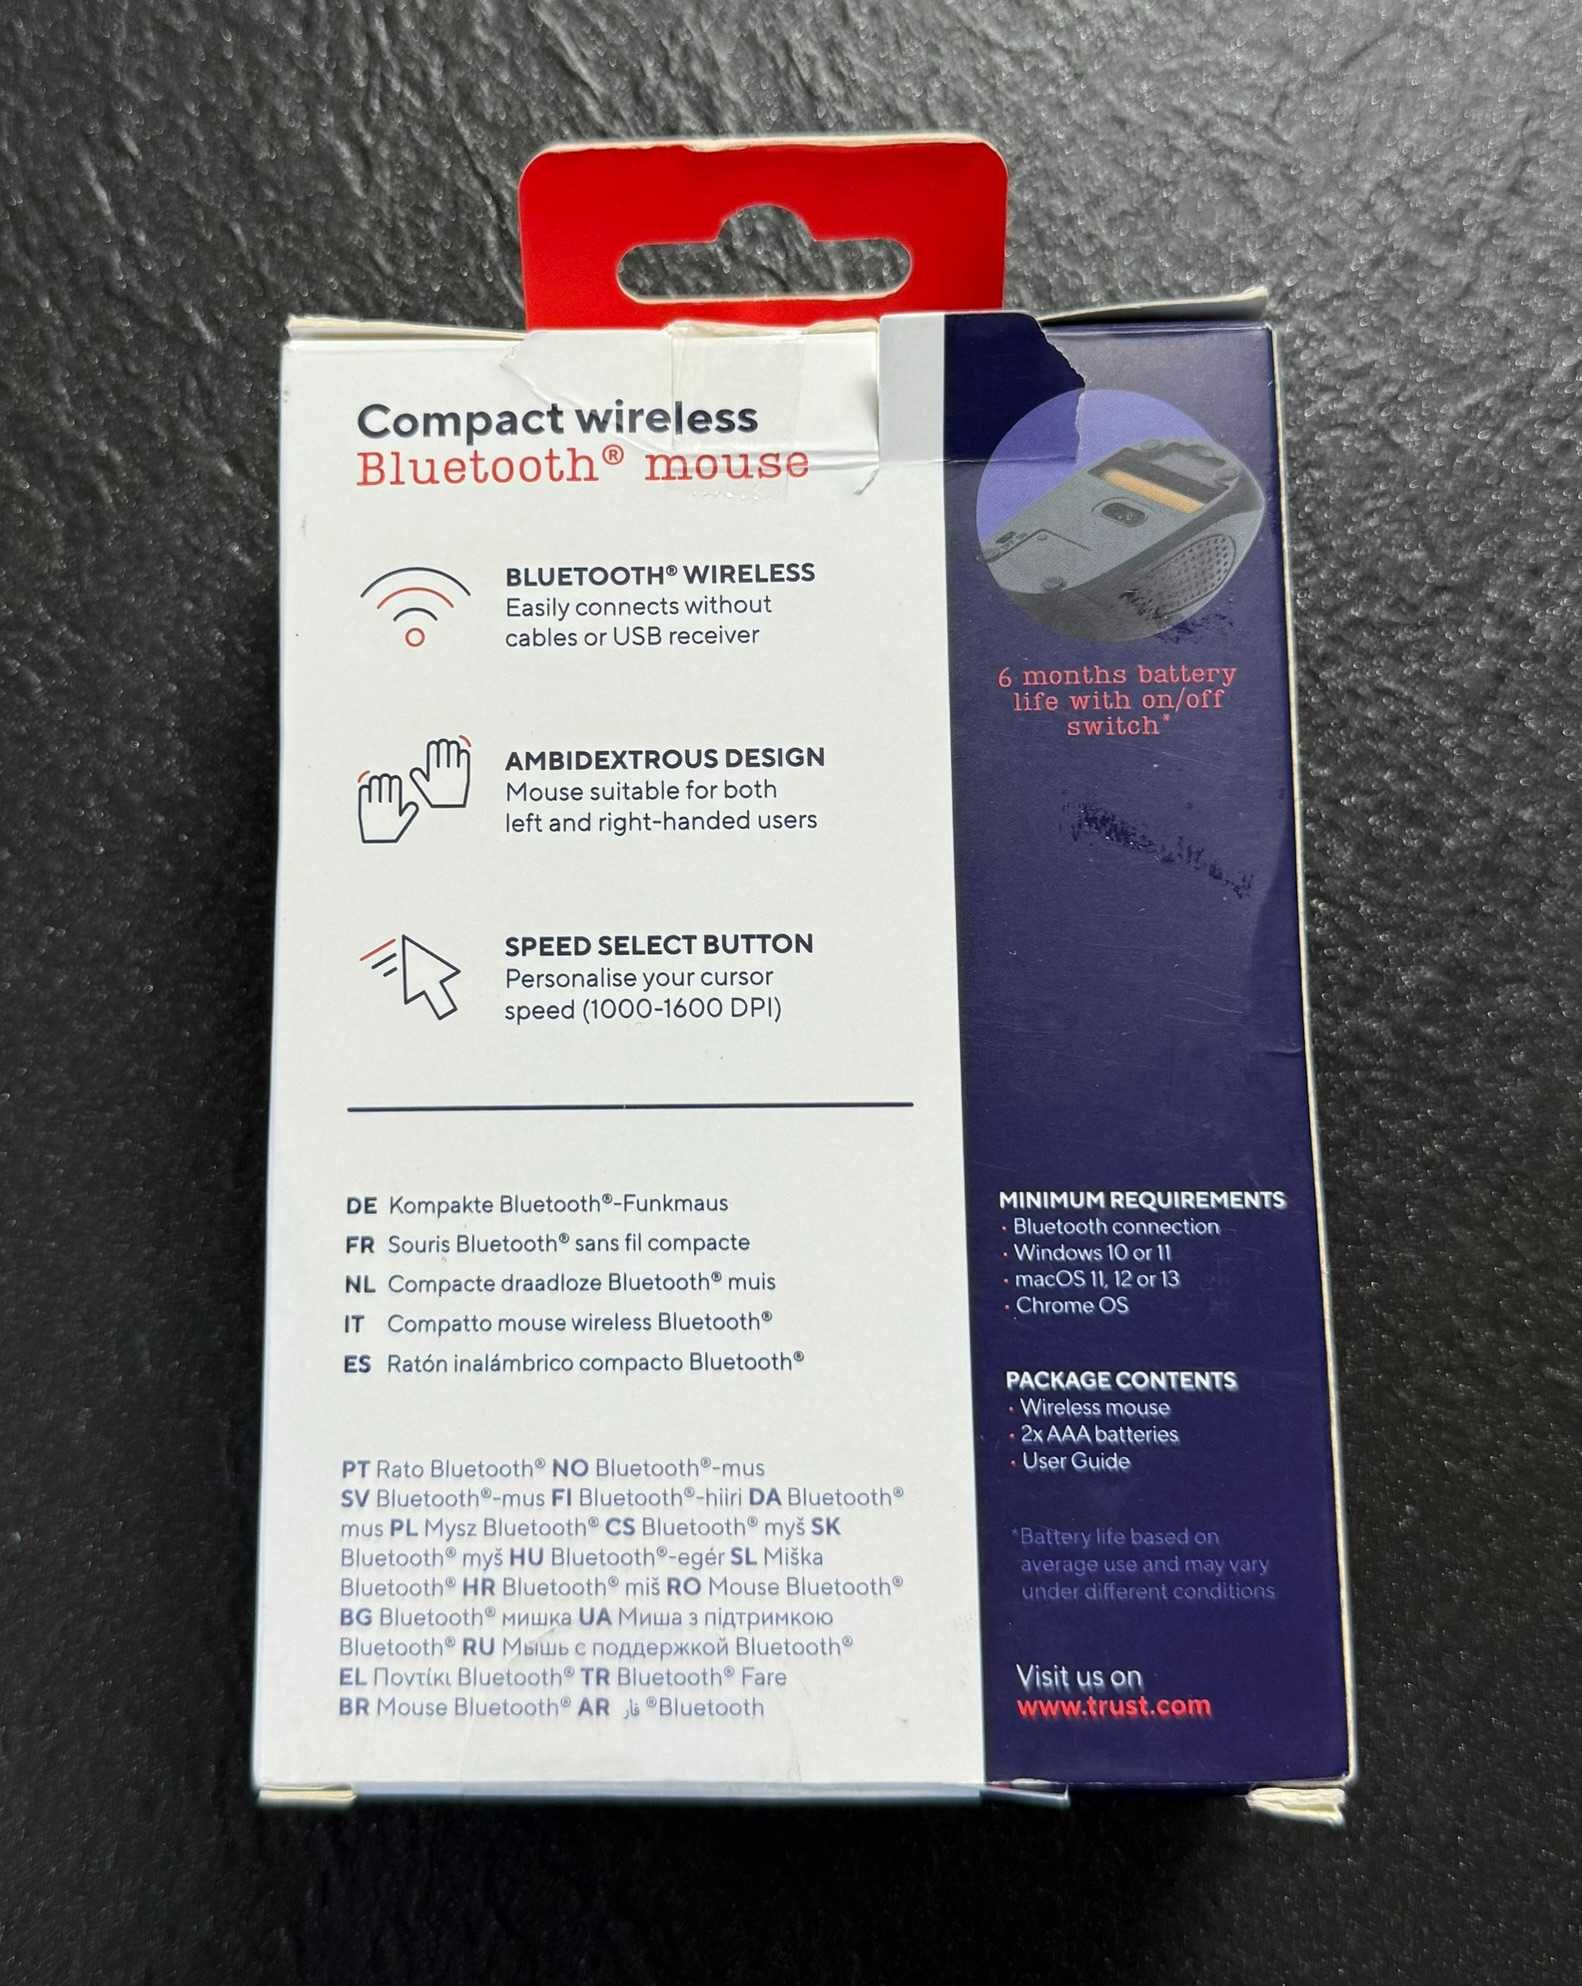 Compact wireless
Bluetooth® mouse
BLUETOOTH® WIRELESS
Easily connects without
cables or USB receiver
AMBIDEXTROUS DESIGN
Mouse suitable for both
left and right-handed users
SPEED SELECT BUTTON
Personalise your cursor
speed (1000-1600 DPI)
DE Kompakte Bluetooth®-Funkmaus
FR Souris Bluetooth® sans fil compacte
NL Compacte draadloze Bluetooth® muis
IT Compatto mouse wireless Bluetooth®
ES Ratón inalámbrico compacto Bluetooth®
PT Rato Bluetooth® NO Bluetooth®-mus
SV Bluetooth®-mus FI Bluetooth®-hiiri DA Bluetooth®
mus PL Mysz Bluetooth® CS Bluetooth® myš SK
Bluetooth® myš HU Bluetooth®-egér SL Miška
Bluetooth® HR Bluetooth® miš RO Mouse Bluetooth®
BG Bluetooth® мишка UA Миша з підтримкою
Bluetooth® RU Мышь с поддержкой Bluetooth®
EL Ποντίκι Bluetooth® TR Bluetooth® Fare
BR Mouse Bluetooth® AR فأر ®Bluetooth
6 months battery
life with on/off
switch*
MINIMUM REQUIREMENTS
· Bluetooth connection
· Windows 10 or 11
· macOS 11, 12 or 13
· Chrome OS
PACKAGE CONTENTS
· Wireless mouse
· 2x AAA batteries
· User Guide
*Battery life based on
average use and may vary
under different conditions
Visit us on
www.trust.com